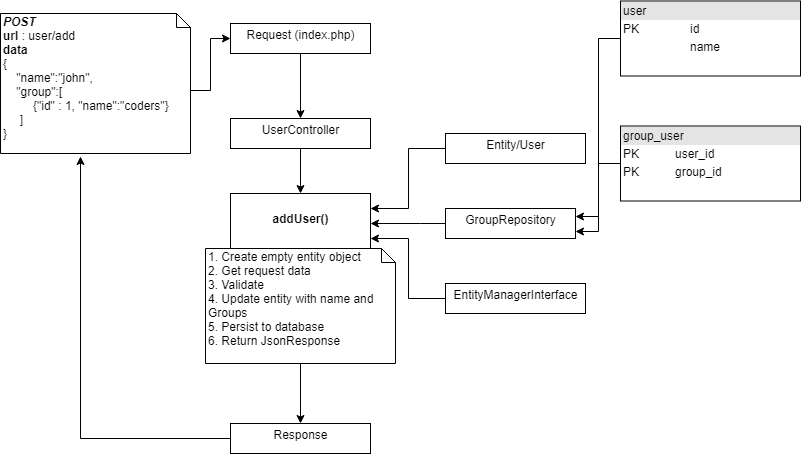 POST
url : user/add
data
{
"name":"john",
"group":[
{"id" : 1, "name":"coders"}
]
}
Request (index.php)
UserController
addUser()
1. Create empty entity object
2. Get request data
3. Validate
4. Update entity with name and
Groups
5. Persist to database
6. Return JsonResponse
Response
Entity/User
GroupRepository
EntityManagerInterface
user
PK id
name
group_user
PK user_id
PK group_id